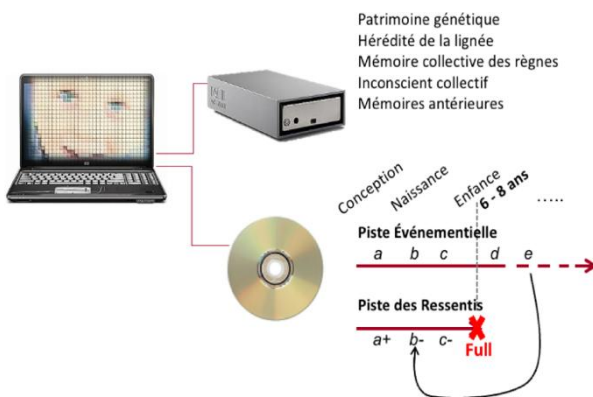 Patrimoine génétique
Hérédité de la lignée
Mémoire collective des règnes
Inconscient collectif
Mémoires antérieures
Conception
Naissance
Enfance
6 - 8 ans
.....
Piste Événementielle
a b c d e
Piste des Ressentis
a+ b- c-
Full